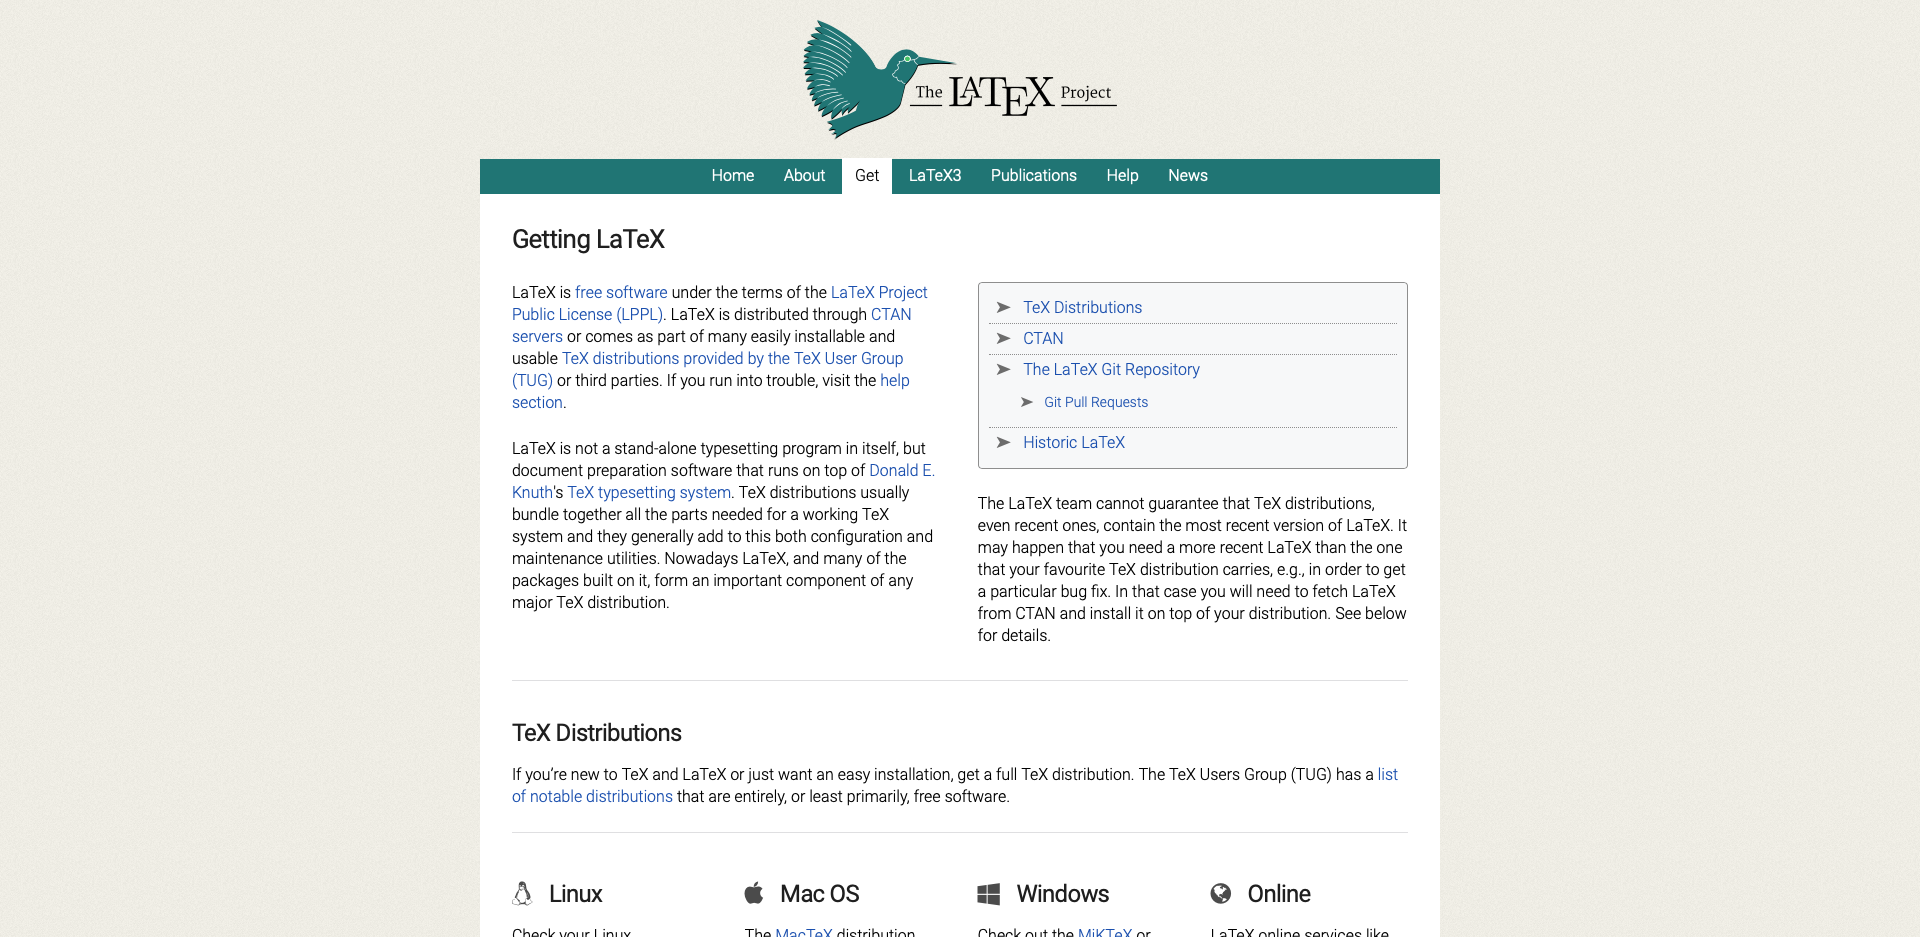 The LATEX Project
Home About Get LaTeX3 Publications Help News
Getting LaTeX
LaTeX is free software under the terms of the LaTeX Project
Public License (LPPL). LaTeX is distributed through CTAN
servers or comes as part of many easily installable and
usable TeX distributions provided by the TeX User Group
(TUG) or third parties. If you run into trouble, visit the help
section.
LaTeX is not a stand-alone typesetting program in itself, but
document preparation software that runs on top of Donald E.
Knuth's TeX typesetting system. TeX distributions usually
bundle together all the parts needed for a working TeX
system and they generally add to this both configuration and
maintenance utilities. Nowadays LaTeX, and many of the
packages built on it, form an important component of any
major TeX distribution.
TeX Distributions
CTAN
The LaTeX Git Repository
Git Pull Requests
Historic LaTeX
The LaTeX team cannot guarantee that TeX distributions,
even recent ones, contain the most recent version of LaTeX. It
may happen that you need a more recent LaTeX than the one
that your favourite TeX distribution carries, e.g., in order to get
a particular bug fix. In that case you will need to fetch LaTeX
from CTAN and install it on top of your distribution. See below
for details.
TeX Distributions
If you’re new to TeX and LaTeX or just want an easy installation, get a full TeX distribution. The TeX Users Group (TUG) has a list
of notable distributions that are entirely, or least primarily, free software.
Linux
Check your Linux
Mac OS
The MacTeX distribution
Windows
Check out the MiKTeX or
Online
LaTeX online services like